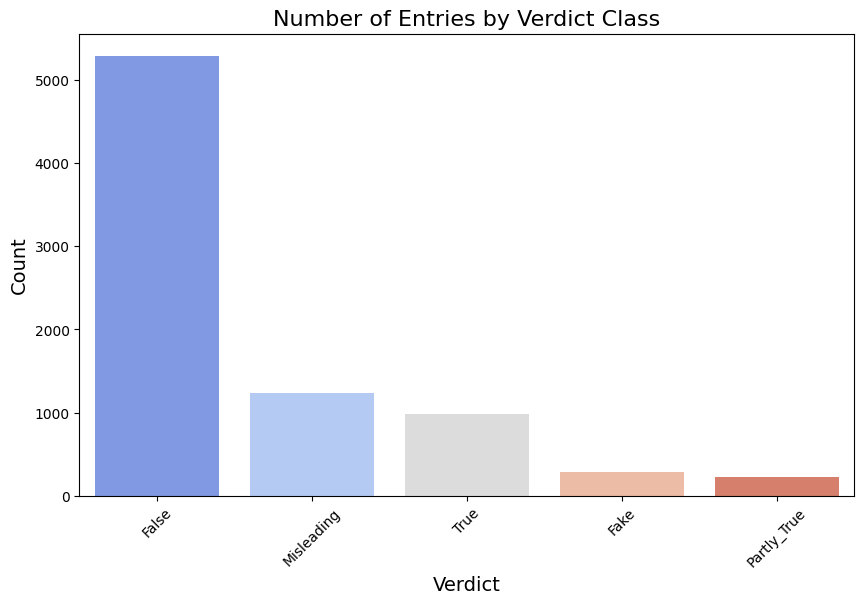 Number of Entries by Verdict Class
Count
5000
4000
3000
2000
1000
0
False
Misleading
True
Fake
Partly_True
Verdict